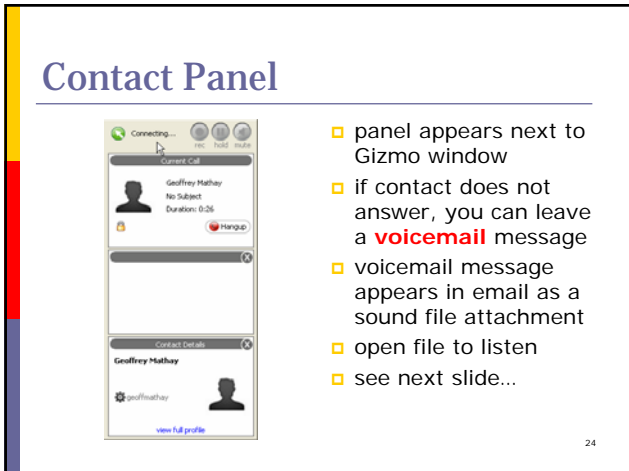 Contact Panel
Connecting...
rec hold mute
Current Call
Geoffrey Mathay
No Subject
Duration: 0:26
Hangup
X
Contact Details X
Geoffrey Mathay
geoffmathay
view full profile
panel appears next to
Gizmo window
if contact does not
answer, you can leave
a voicemail message
voicemail message
appears in email as a
sound file attachment
open file to listen
see next slide...
24